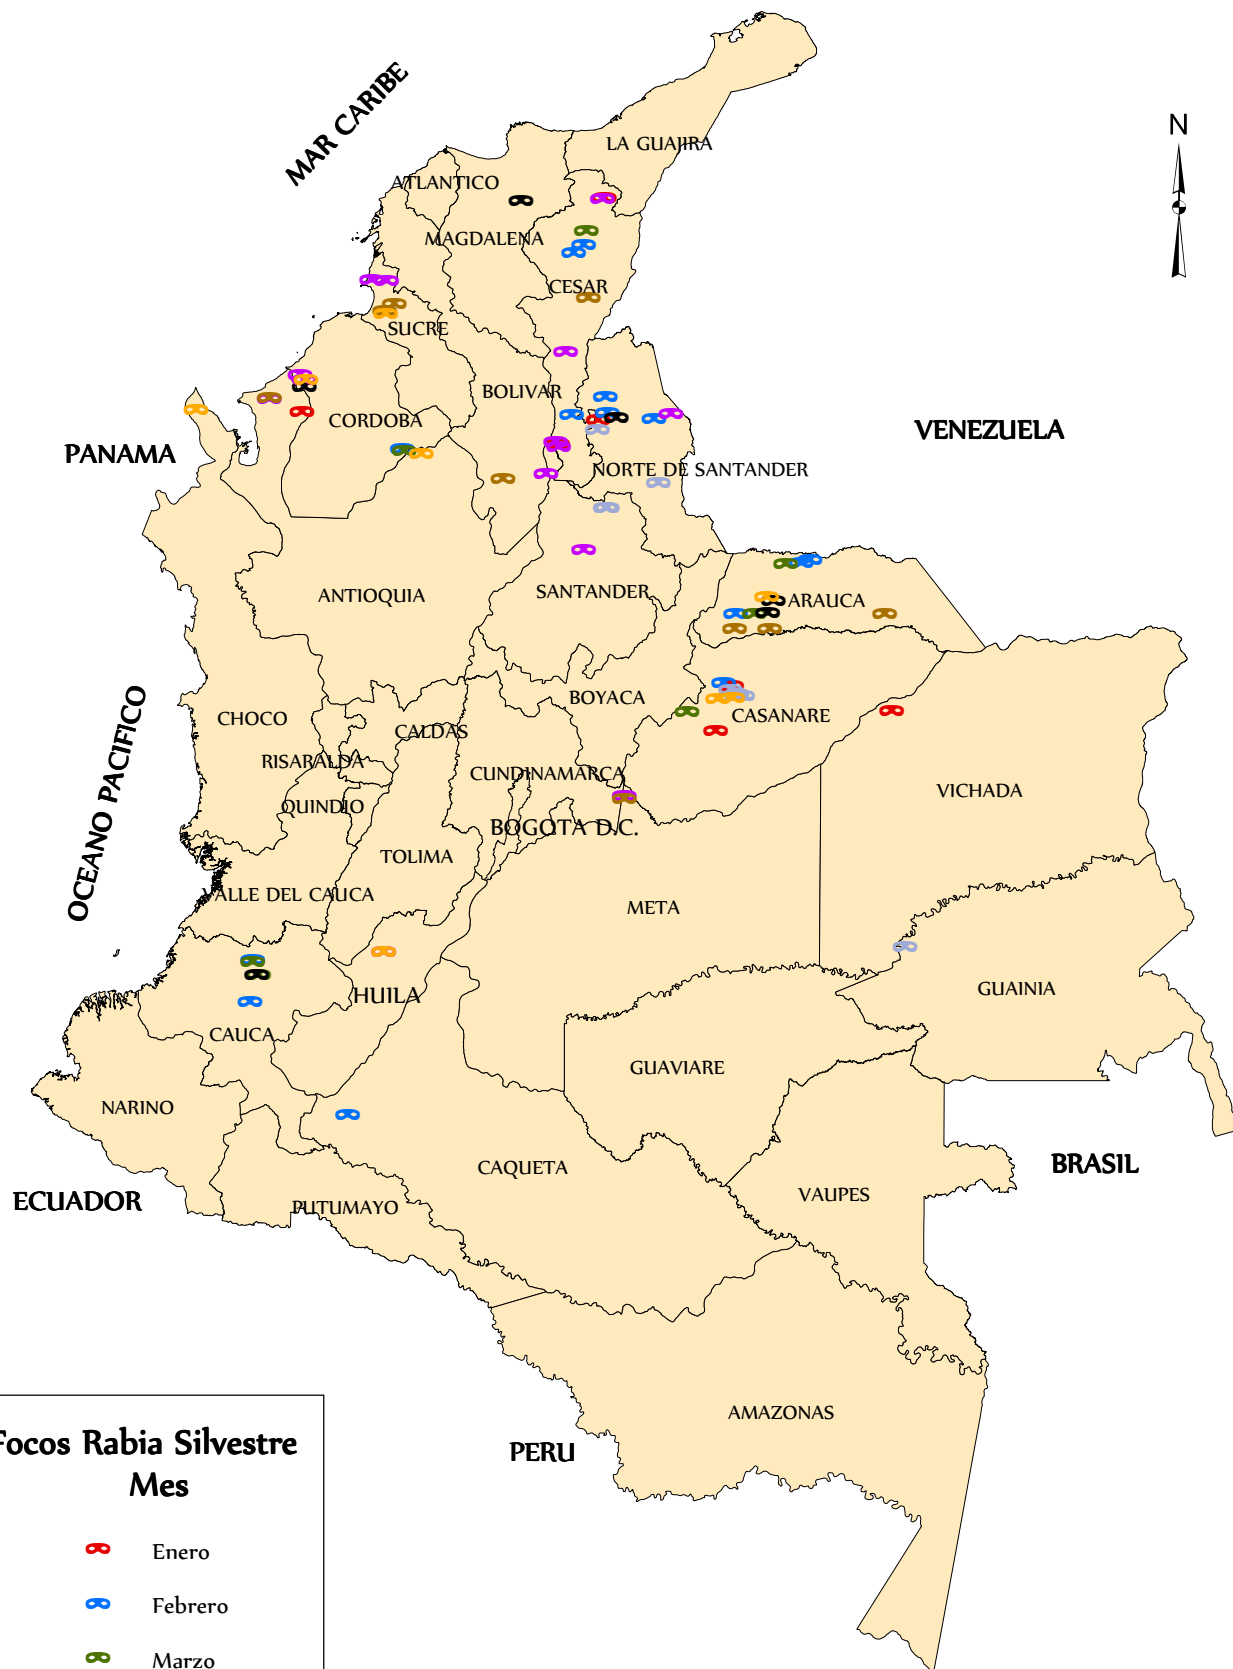 MAR CARIBE
N
LA GUAJIRA
ATLANTICO
MAGDALENA
CESAR
SUCRE
BOLIVAR
CORDOBA
VENEZUELA
PANAMA
NORTE DE SANTANDER
ANTIOQUIA
SANTANDER
ARAUCA
BOYACA
CHOCO
CASANARE
CALDAS
RISARALDA
CUNDINAMARCA
VICHADA
QUINDIO
BOGOTA D.C.
OCEANO PACIFICO
TOLIMA
VALLE DEL CAUCA
META
HUILA
GUAINIA
CAUCA
GUAVIARE
NARINO
CAQUETA
BRASIL
VAUPES
ECUADOR
PUTUMAYO
AMAZONAS
PERU
Focos Rabia Silvestre
Mes
Enero
Febrero
Marzo